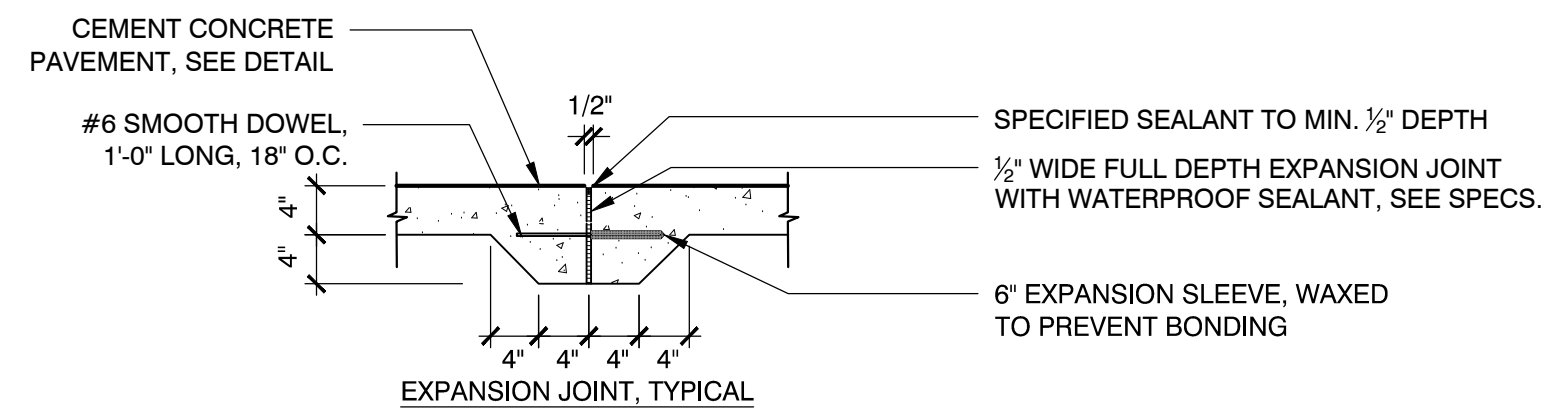 CEMENT CONCRETE
PAVEMENT, SEE DETAIL
#6 SMOOTH DOWEL,
1'-0" LONG, 18" O.C.
1/2"
SPECIFIED SEALANT TO MIN. ½" DEPTH
½" WIDE FULL DEPTH EXPANSION JOINT
WITH WATERPROOF SEALANT, SEE SPECS.
4"
4"
6" EXPANSION SLEEVE, WAXED
TO PREVENT BONDING
4" 4" 4" 4"
EXPANSION JOINT, TYPICAL